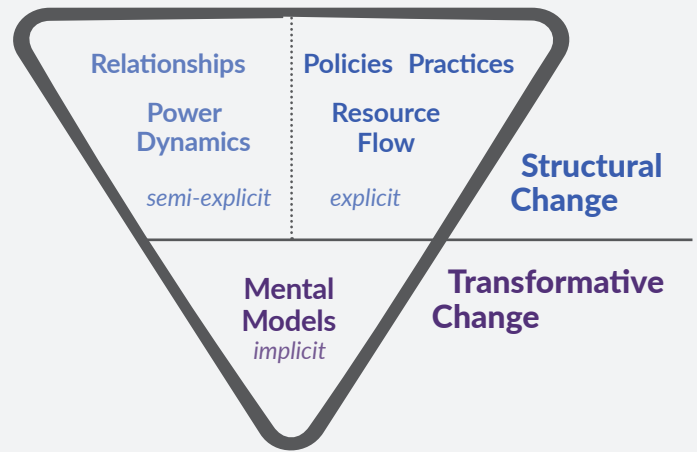 Relationships
Policies Practices
Power
Dynamics
Resource
Flow
semi-explicit
explicit
Structural
Change
Mental
Models
implicit
Transformative
Change